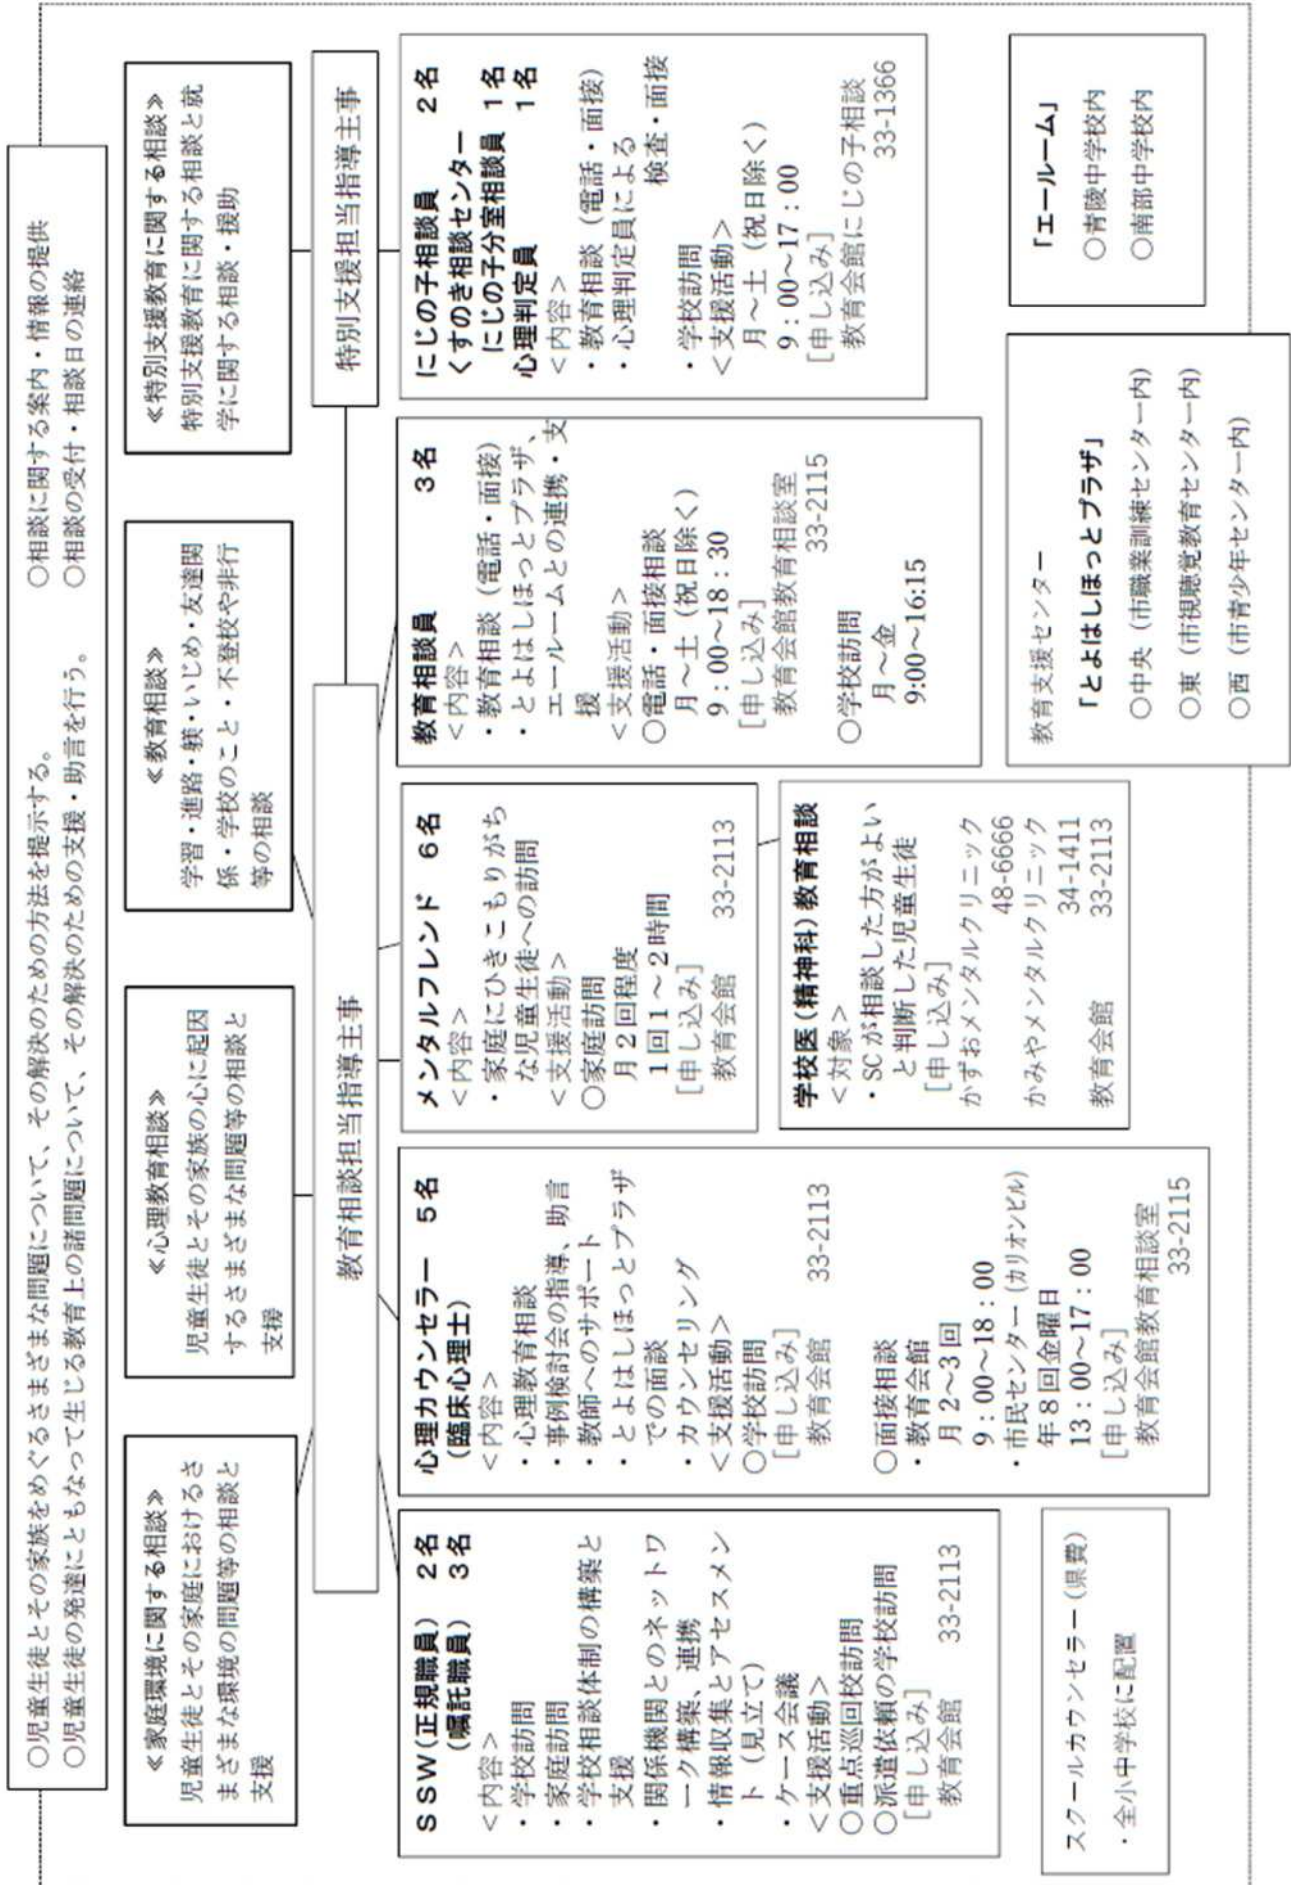 ○児童生徒とその家族をめぐるさまざまな問題について、その解決のための方法を提示する。
○児童生徒の発達にともなって生じる教育上の諸問題について、その解決のための支援・助言を行う。
○相談に関する案内・情報の提供
○相談の受付・相談日の連絡
≪家庭環境に関する相談≫
児童生徒とその家庭におけるさ
まざまな環境の問題等の相談と
支援
≪心理教育相談≫
児童生徒とその家族の心に起因
するさまざまな問題等の相談と
支援
≪教育相談≫
学習・進路・躾・いじめ・友達関
係・学校のこと・不登校や非行
等の相談
≪特別支援教育に関する相談≫
特別支援教育に関する相談と就
学に関する相談・援助
教育相談担当指導主事
特別支援担当指導主事
ＳＳＷ(正規職員) 2名
(嘱託職員) 3名
＜内容＞
・学校訪問
・家庭訪問
・学校相談体制の構築と
支援
・関係機関とのネットワ
ーク構築、連携
・情報収集とアセスメン
ト（見立て）
・ケース会議
＜支援活動＞
○重点巡回校訪問
○派遣依頼の学校訪問
［申し込み］
教育会館 33-2113
心理カウンセラー 5名
(臨床心理士)
＜内容＞
・心理教育相談
・事例検討会の指導、助言
・教師へのサポート
・とよはしほっとプラザ
での面談
・カウンセリング
＜支援活動＞
○学校訪問
［申し込み］
教育会館 33-2113
○面接相談
・教育会館
月2～3回
9：00～18：00
・市民センター(カリオンビル)
年8回金曜日
13：00～17：00
［申し込み］
教育会館教育相談室
33-2115
メンタルフレンド 6名
＜内容＞
・家庭にひきこもりがち
な児童生徒への訪問
＜支援活動＞
○家庭訪問
月2回程度
1回1～2時間
［申し込み］
教育会館 33-2113
学校医(精神科)教育相談
＜対象＞
・SCが相談した方がよい
と判断した児童生徒
［申し込み］
かずおメンタルクリニック
48-6666
かみやメンタルクリニック
34-1411
教育会館 33-2113
教育相談員 3名
＜内容＞
・教育相談（電話・面接）
・とよはしほっとプラザ、
エールームとの連携・支
援
＜支援活動＞
○電話・面接相談
月～土（祝日除く）
9：00～18：30
［申し込み］
教育会館教育相談室
33-2115
○学校訪問
月～金
9:00～16:15
にじの子相談員 2名
くすのき相談センター
にじの子分室相談員 1名
心理判定員 1名
＜内容＞
・教育相談（電話・面接）
・心理判定員による
検査・面接
・学校訪問
＜支援活動＞
月～土（祝日除く）
9：00～17：00
［申し込み］
教育会館にじの子相談
33-1366
スクールカウンセラー(県費)
・全小中学校に配置
教育支援センター
「とよはしほっとプラザ」
○中央（市職業訓練センター内）
○東（市視聴覚教育センター内）
○西（市青少年センター内）
「エールーム」
○青陵中学校内
○南部中学校内